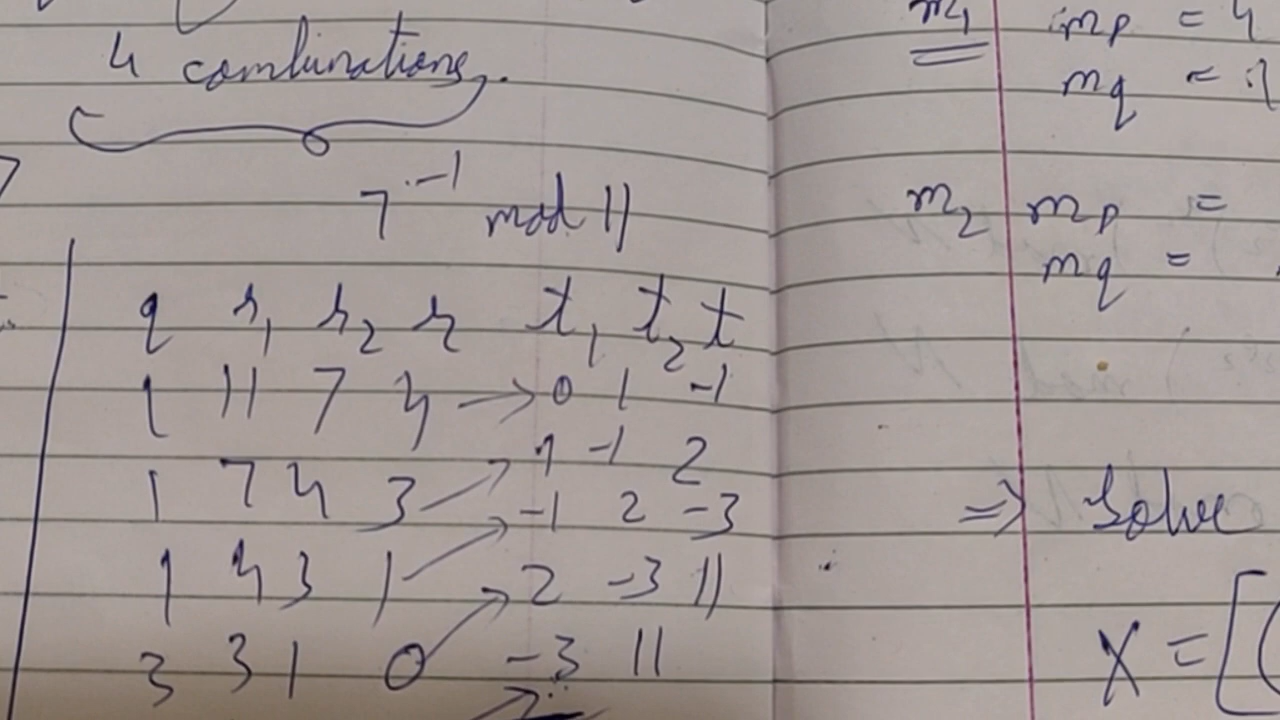 4 combinations.
7⁻¹ mod 11
q r₁ r₂ r t₁ t₂ t
1 11 7 4 → 0 1 -1
1 7 4 3 → 1 -1 2
1 4 3 1 → -1 2 -3
3 3 1 0 → 2 -3 11
-3 11
m₁ mp = 4
mq =
m₂ mp =
mq =
⇒ Solve
X = [(